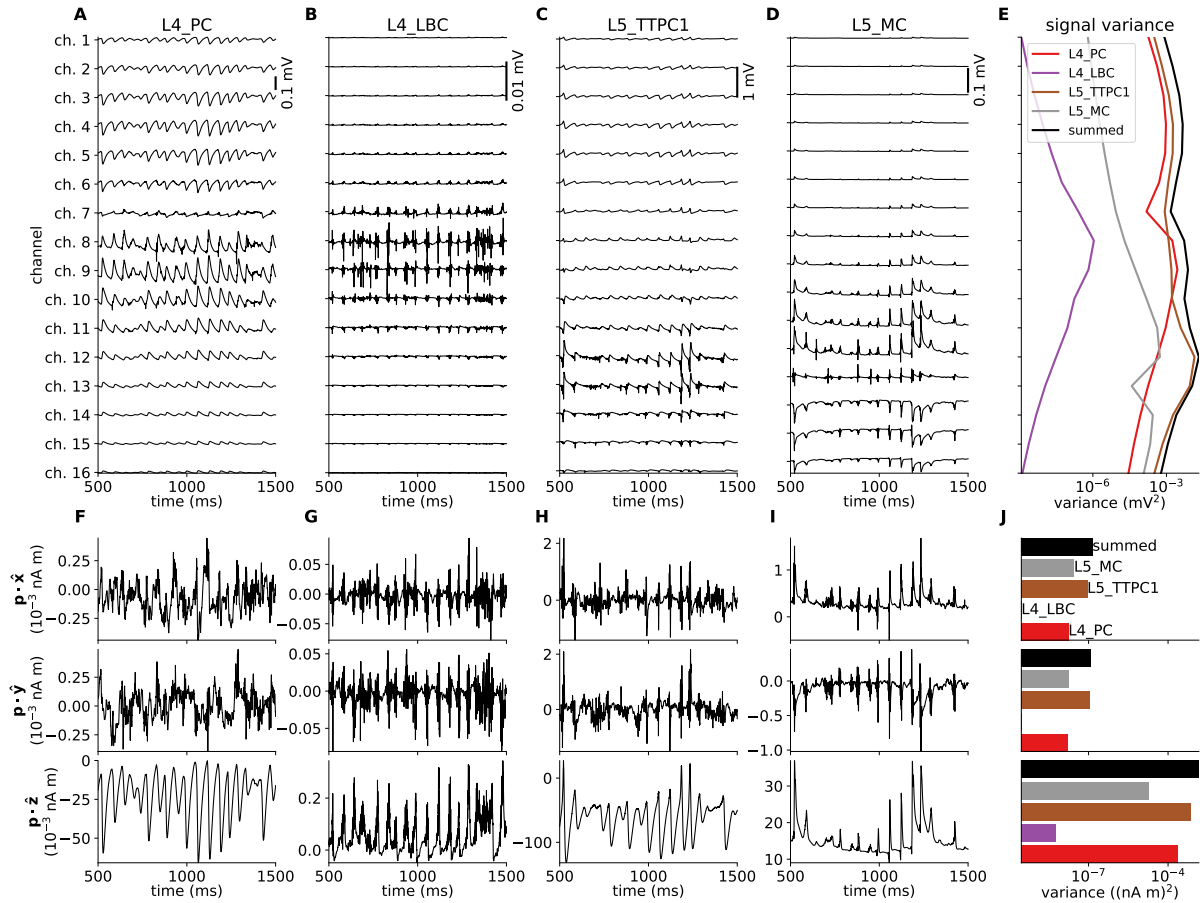 A
B
C
D
E
L4_PC
L4_LBC
L5_TTPC1
L5_MC
signal variance
ch. 1
ch. 2
ch. 3
ch. 4
ch. 5
ch. 6
ch. 7
ch. 8
ch. 9
ch. 10
ch. 11
ch. 12
ch. 13
ch. 14
ch. 15
ch. 16
channel
0.1 mV
0.01 mV
1 mV
0.1 mV
L4_PC
L4_LBC
L5_TTPC1
L5_MC
summed
500 1000 1500
time (ms)
500 1000 1500
time (ms)
500 1000 1500
time (ms)
500 1000 1500
time (ms)
10⁻⁶ 10⁻³
variance (mV²)
F
G
H
I
J
p·x̂
(10⁻³ nA m)
0.25
0.00
−0.25
0.05
0.00
−0.05
2
0
1
0
summed
L5_MC
L5_TTPC1
L4_LBC
L4_PC
p·ŷ
(10⁻³ nA m)
0.25
0.00
−0.25
0.05
0.00
−0.05
2
0
0.0
−0.5
−1.0
p·ẑ
(10⁻³ nA m)
0
−25
−50
0.2
0.0
0
−100
30
20
10
500 1000 1500
time (ms)
500 1000 1500
time (ms)
500 1000 1500
time (ms)
500 1000 1500
time (ms)
10⁻⁷ 10⁻⁴
variance ((nA m)²)